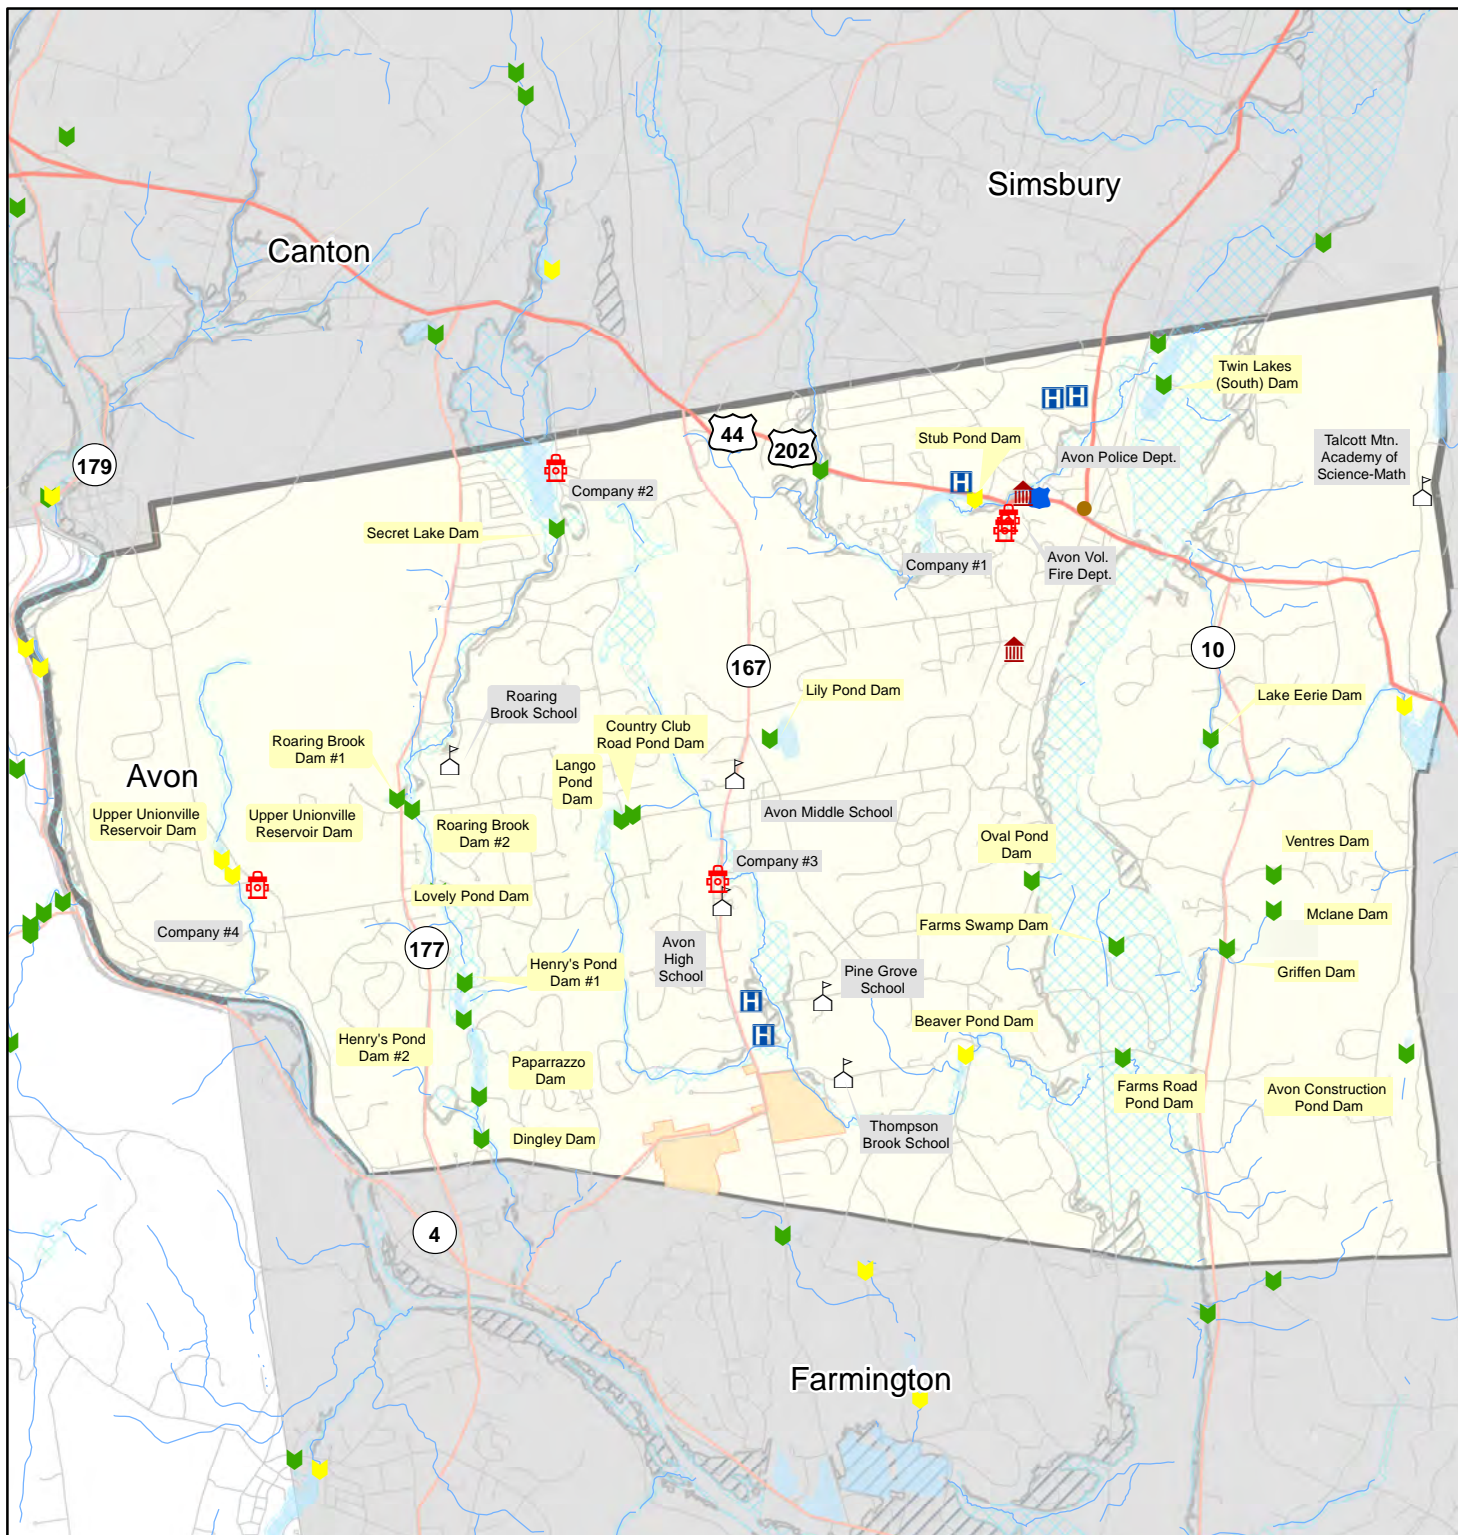 Simsbury
Canton
Twin Lakes
(South) Dam
44
202
Stub Pond Dam
Avon Police Dept.
Talcott Mtn.
Academy of
Science-Math
179
H
H
H
Company #2
Secret Lake Dam
Company #1
Avon Vol.
Fire Dept.
167
10
Roaring
Brook School
Lily Pond Dam
Lake Eerie Dam
Country Club
Road Pond Dam
Roaring Brook
Dam #1
Lango
Pond
Dam
Avon
Upper Unionville
Reservoir Dam
Upper Unionville
Reservoir Dam
Roaring Brook
Dam #2
Avon Middle School
Oval Pond
Dam
Ventres Dam
Company #3
Lovely Pond Dam
Mclane Dam
Company #4
Farms Swamp Dam
177
Avon
High
School
Henry's Pond
Dam #1
Pine Grove
School
Griffen Dam
H
H
Henry's Pond
Dam #2
Beaver Pond Dam
Paparrazzo
Dam
Farms Road
Pond Dam
Avon Construction
Pond Dam
Dingley Dam
Thompson
Brook School
4
Farmington